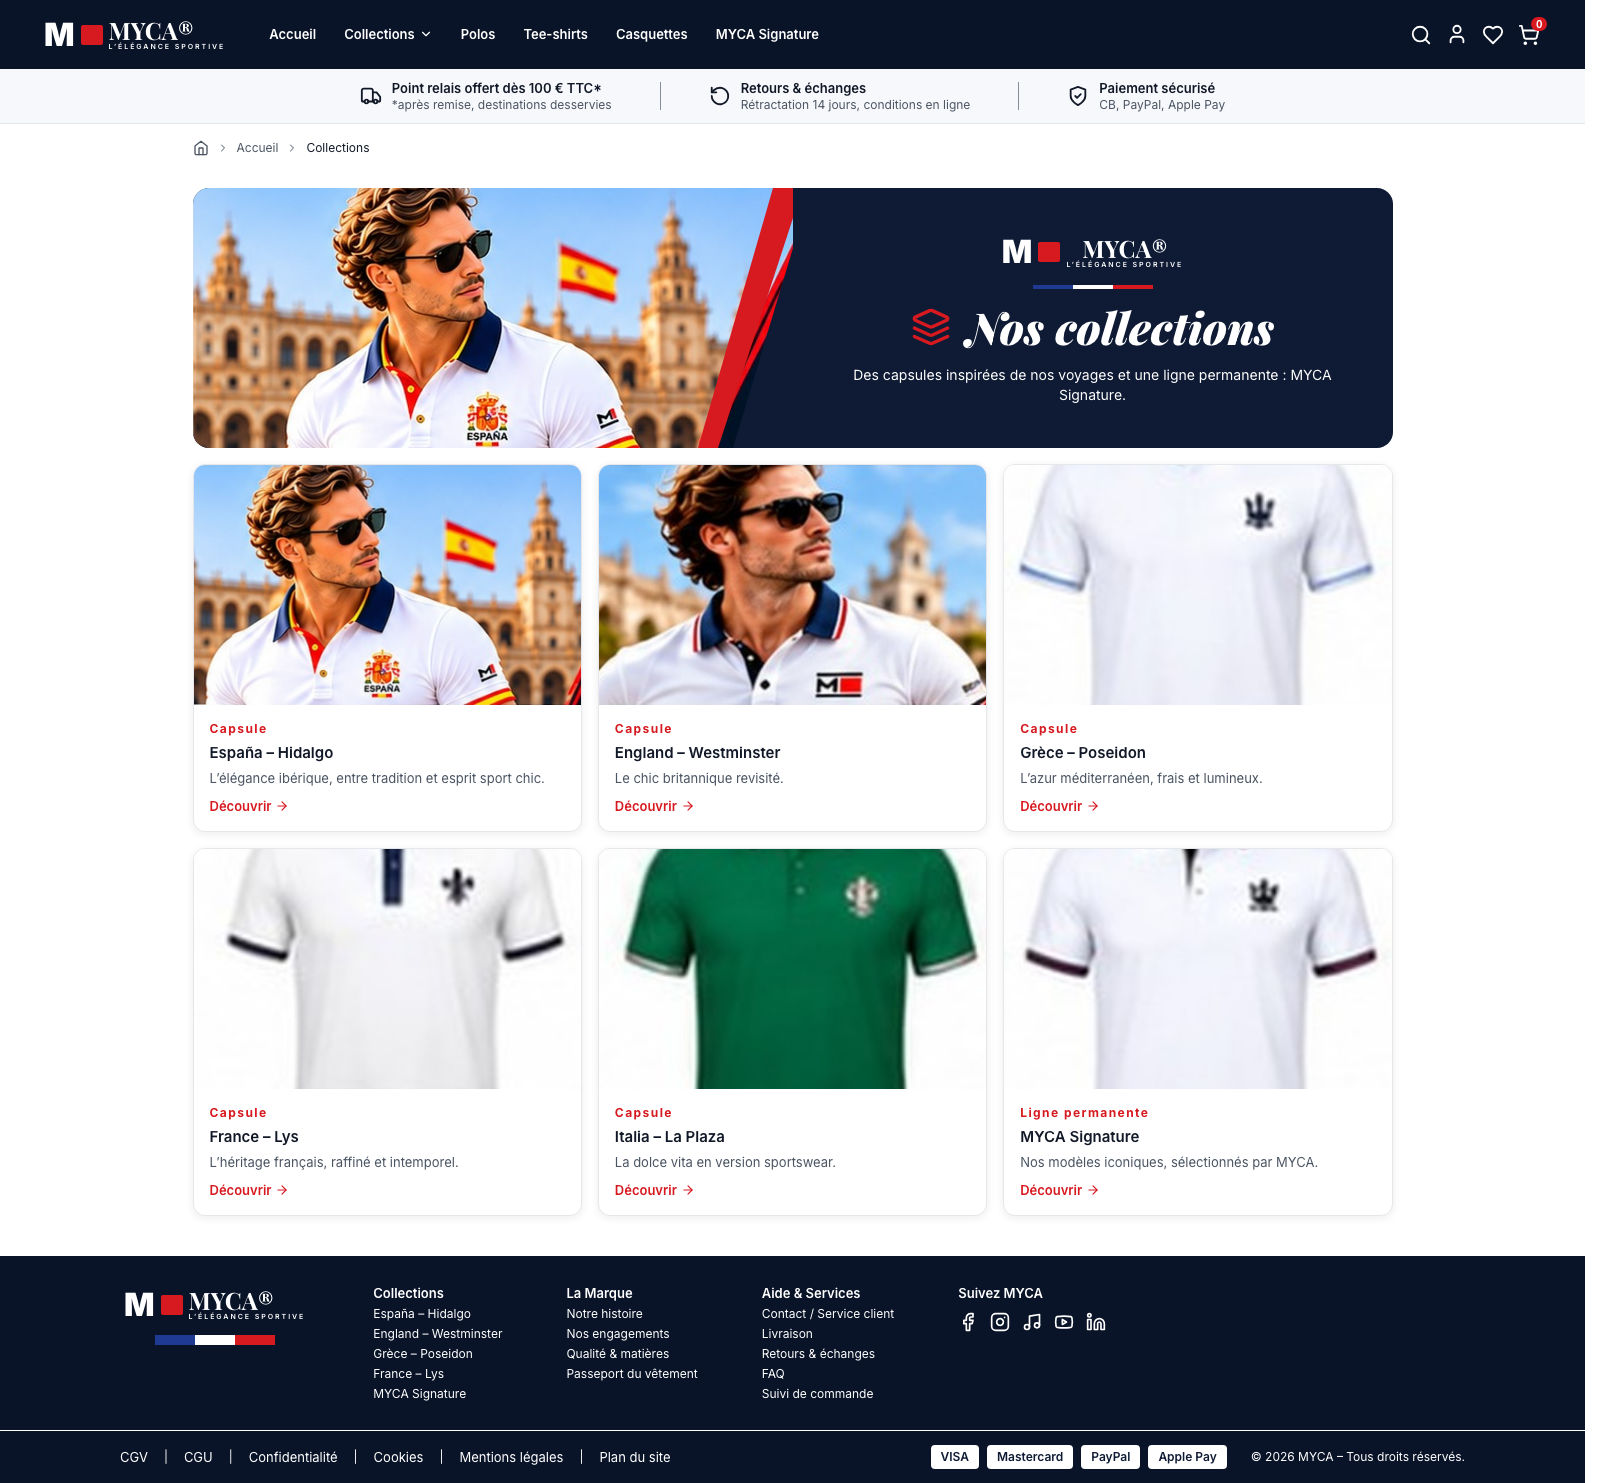 M MYCA®
L'ÉLÉGANCE SPORTIVE
Accueil Collections Polos Tee-shirts Casquettes MYCA Signature
0
Point relais offert dès 100 € TTC*
*après remise, destinations desservies
Retours & échanges
Rétractation 14 jours, conditions en ligne
Paiement sécurisé
CB, PayPal, Apple Pay
Accueil Collections
ESPAÑA
M
M MYCA®
L'ÉLÉGANCE SPORTIVE
Nos collections
Des capsules inspirées de nos voyages et une ligne permanente : MYCA
Signature.
ESPAÑA
M
M
Capsule
España – Hidalgo
L'élégance ibérique, entre tradition et esprit sport chic.
Découvrir
Capsule
England – Westminster
Le chic britannique revisité.
Découvrir
Capsule
Grèce – Poseidon
L'azur méditerranéen, frais et lumineux.
Découvrir
Capsule
France – Lys
L'héritage français, raffiné et intemporel.
Découvrir
Capsule
Italia – La Plaza
La dolce vita en version sportswear.
Découvrir
Ligne permanente
MYCA Signature
Nos modèles iconiques, sélectionnés par MYCA.
Découvrir
M MYCA®
L'ÉLÉGANCE SPORTIVE
Collections
España – Hidalgo
England – Westminster
Grèce – Poseidon
France – Lys
MYCA Signature
La Marque
Notre histoire
Nos engagements
Qualité & matières
Passeport du vêtement
Aide & Services
Contact / Service client
Livraison
Retours & échanges
FAQ
Suivi de commande
Suivez MYCA
CGV | CGU | Confidentialité | Cookies | Mentions légales | Plan du site
VISA Mastercard PayPal Apple Pay © 2026 MYCA – Tous droits réservés.